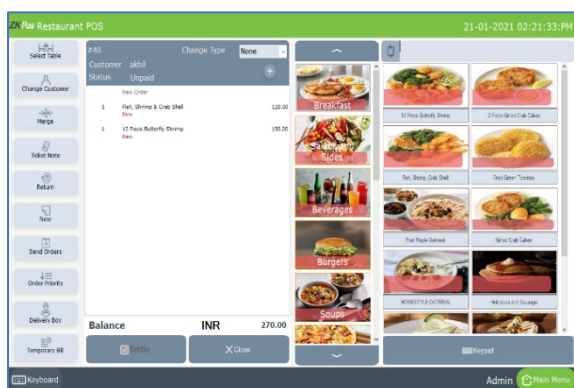 ZKPos Restaurant POS
21-01-2021 02:21:33:PM
Select Table
Change Customer
Merge
Ticket Note
Return
New
Send Orders
Order Priority
Delivery Boy
Temporary Bill
#40
Change Type
None
Customer akhil
Status Unpaid
New Order
1 Fish, Shrimp & Crab Shell 120.00
New
1 12 Piece Butterfly Shrimp 150.00
New
Balance INR 270.00
Settle
Close
Breakfast
Salads and
Sides
Beverages
Burgers
Soups
12 Piece Butterfly Shrimp
2 Piece Grilled Crab Cakes
Fish, Shrimp, Crab Shell
Fried Green Tomatoes
Fruit Maple Oatmeal
Grilled Crab Cakes
HOMESTYLE OATMEAL
Hotcakes and Sausage
Keypad
Keyboard
Admin
Main Menu